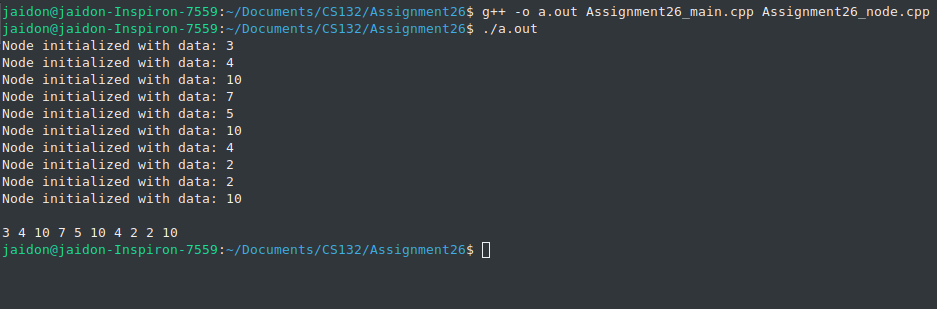 jaidon@jaidon-Inspiron-7559:~/Documents/CS132/Assignment26$ g++ -o a.out Assignment26_main.cpp Assignment26_node.cpp
jaidon@jaidon-Inspiron-7559:~/Documents/CS132/Assignment26$ ./a.out
Node initialized with data: 3
Node initialized with data: 4
Node initialized with data: 10
Node initialized with data: 7
Node initialized with data: 5
Node initialized with data: 10
Node initialized with data: 4
Node initialized with data: 2
Node initialized with data: 2
Node initialized with data: 10
3 4 10 7 5 10 4 2 2 10
jaidon@jaidon-Inspiron-7559:~/Documents/CS132/Assignment26$